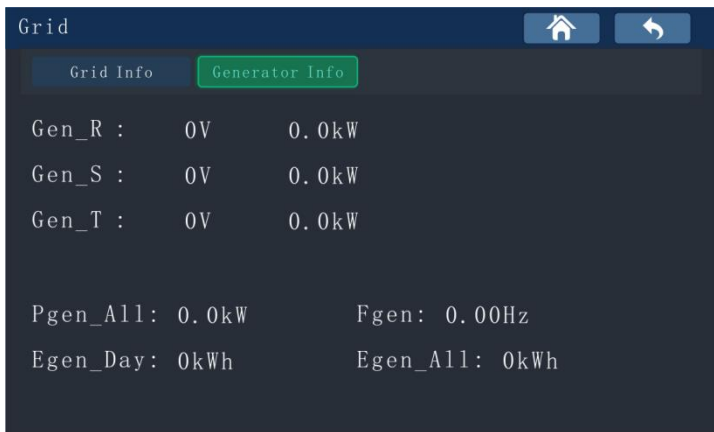 Grid
Grid Info Generator Info
Gen_R : 0V 0.0kW
Gen_S : 0V 0.0kW
Gen_T : 0V 0.0kW
Pgen_All: 0.0kW Fgen: 0.00Hz
Egen_Day: 0kWh Egen_All: 0kWh